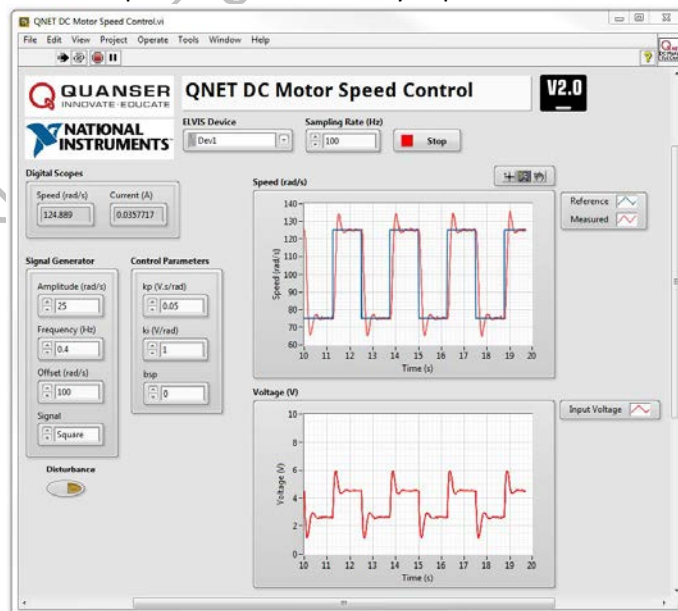 QNET DC Motor Speed Control.vi
File Edit View Project Operate Tools Window Help
QUANSER
INNOVATE·EDUCATE
QNET DC Motor Speed Control
V2.0
NATIONAL
INSTRUMENTS
ELVIS Device
Sampling Rate (Hz)
Dev1
100
Stop
Digital Scopes
Speed (rad/s)
Current (A)
124.889
0.0357717
Speed (rad/s)
Reference
Measured
Signal Generator
Control Parameters
Amplitude (rad/s)
25
Frequency (Hz)
0.4
Offset (rad/s)
100
Signal
Square
kp (V.s/rad)
0.05
ki (V/rad)
1
bsp
0
Disturbance
Speed (rad/s)
140
130
120
110
100
90
80
70
60
10 11 12 13 14 15 16 17 18 19 20
Time (s)
Voltage (V)
Input Voltage
Voltage (V)
10
8
6
4
2
0
10 11 12 13 14 15 16 17 18 19 20
Time (s)